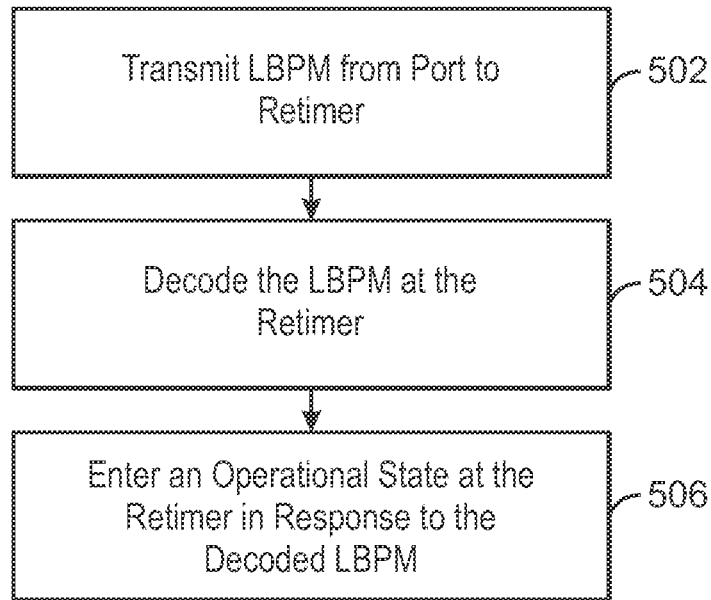 Transmit LBPM from Port to
Retimer
502
Decode the LBPM at the
Retimer
504
Enter an Operational State at the
Retimer in Response to the
Decoded LBPM
506